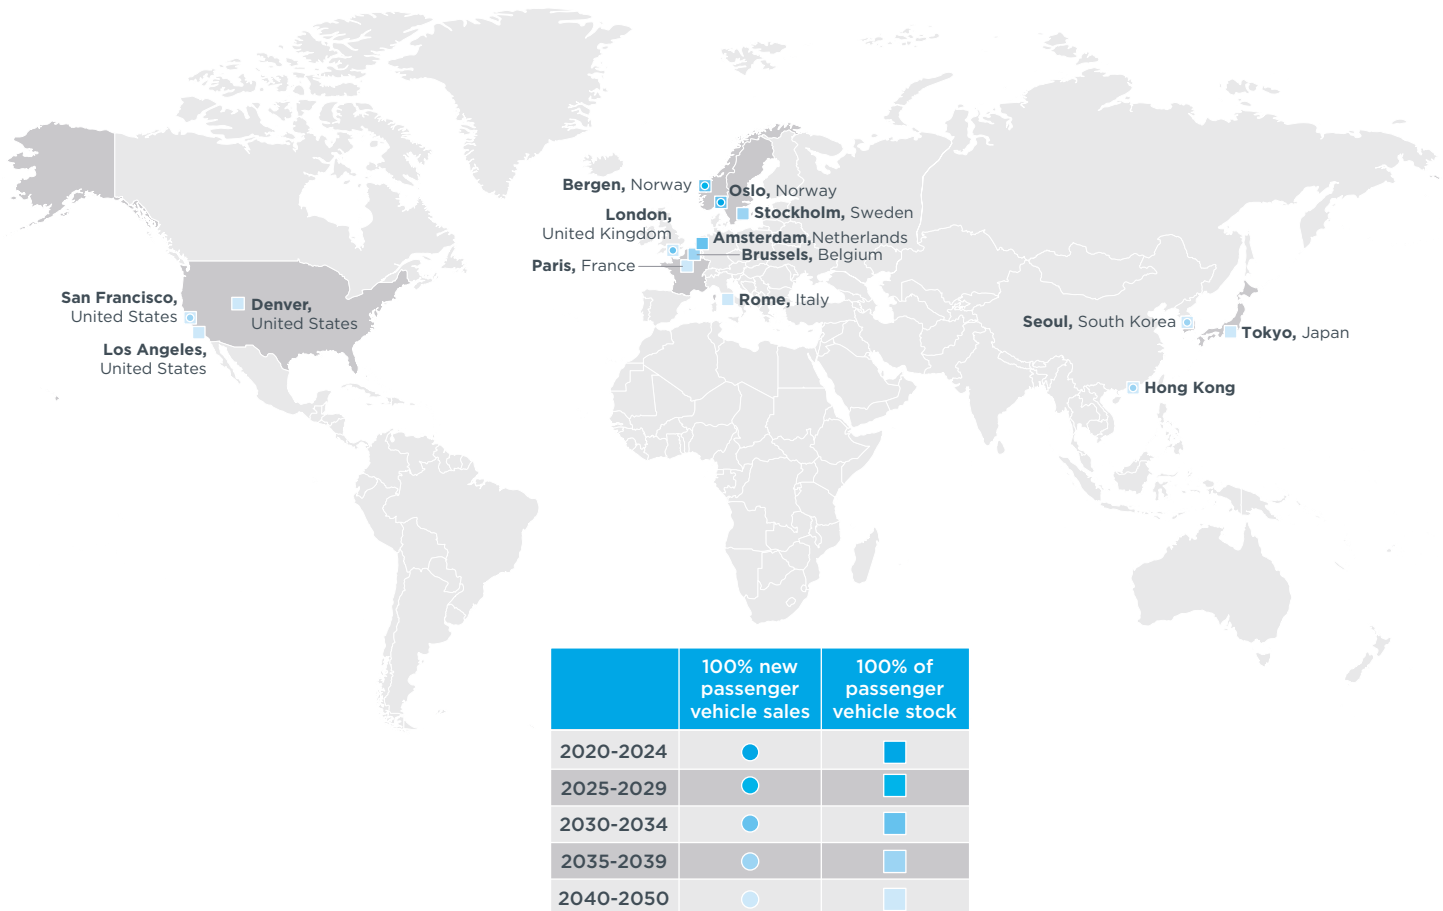 Bergen, Norway
Oslo, Norway
London,
United Kingdom
Stockholm, Sweden
Amsterdam,Netherlands
Brussels, Belgium
Paris, France
Rome, Italy
San Francisco,
United States
Denver,
United States
Los Angeles,
United States
Seoul, South Korea
Tokyo, Japan
Hong Kong
100% new
passenger
vehicle sales
100% of
passenger
vehicle stock
2020-2024
2025-2029
2030-2034
2035-2039
2040-2050